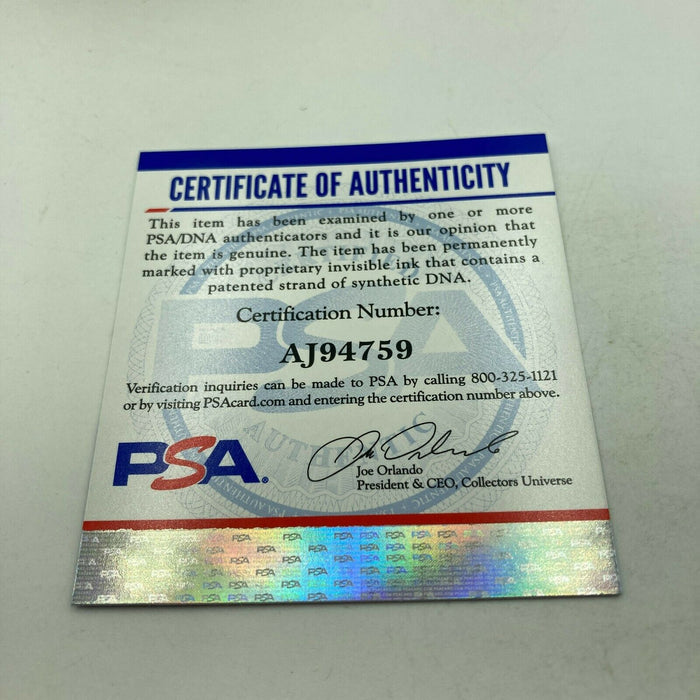 CERTIFICATE OF AUTHENTICITY
This item has been examined by one or more
PSA/DNA authenticators and it is our opinion that
the item is genuine. The item has been permanently
marked with proprietary invisible ink that contains a
patented strand of synthetic DNA.
Certification Number:
AJ94759
Verification inquiries can be made to PSA by calling 800-325-1121
or by visiting PSAcard.com and entering the certification number above.
PSA
AUTHENTIC
PSA®
Joe Orlando
President & CEO, Collectors Universe